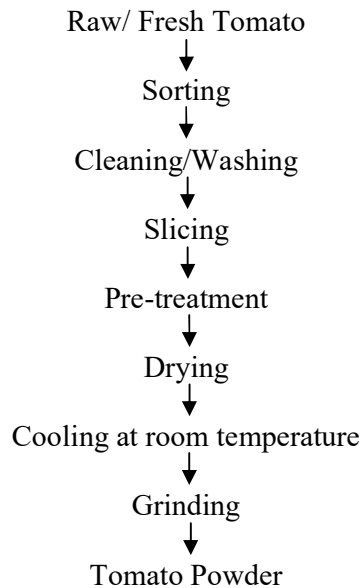 Raw/ Fresh Tomato
Sorting
Cleaning/Washing
Slicing
Pre-treatment
Drying
Cooling at room temperature
Grinding
Tomato Powder